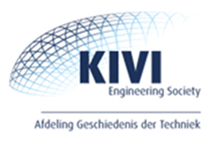 KIVI
Engineering Society
Afdeling Geschiedenis der Techniek